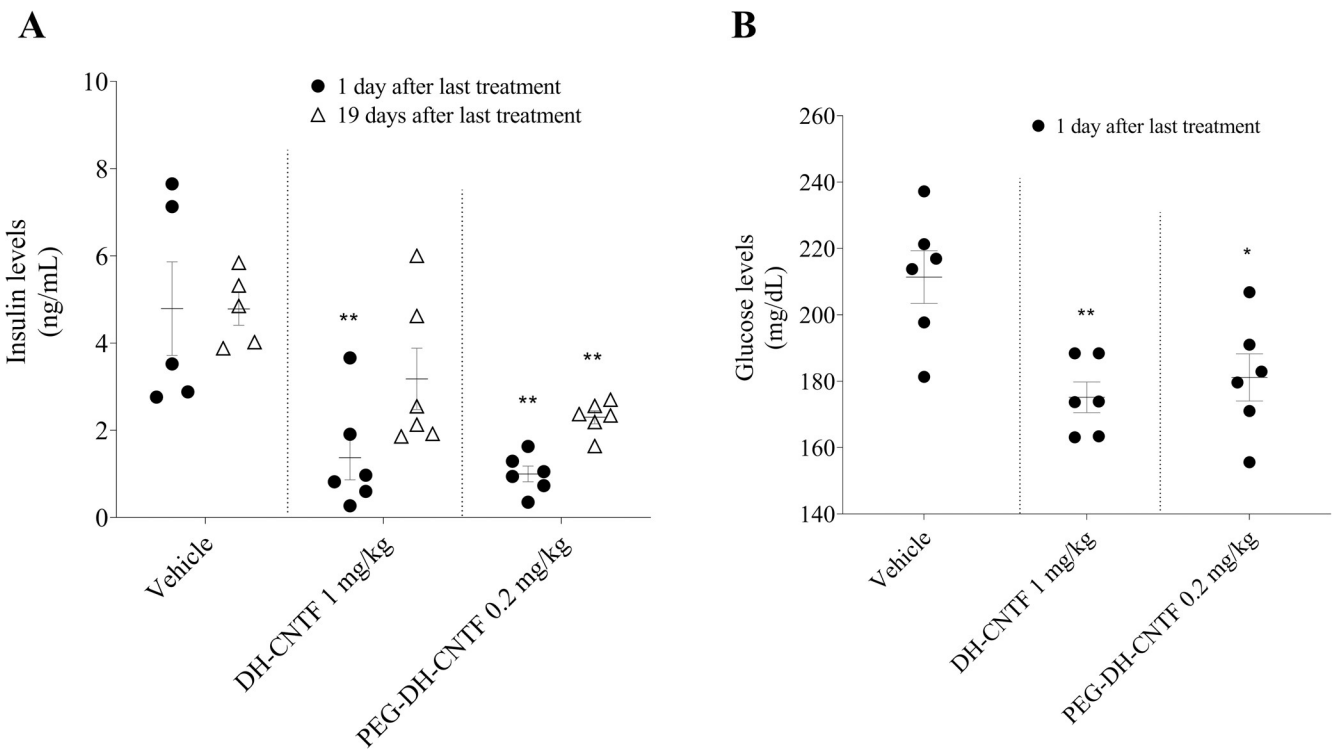 A
1 day after last treatment
19 days after last treatment
10
8
6
4
2
0
Insulin levels
(ng/mL)
**
**
**
Vehicle
DH-CNTF 1 mg/kg
PEG-DH-CNTF 0.2 mg/kg
B
1 day after last treatment
260
240
220
200
180
160
140
Glucose levels
(mg/dL)
**
*
Vehicle
DH-CNTF 1 mg/kg
PEG-DH-CNTF 0.2 mg/kg